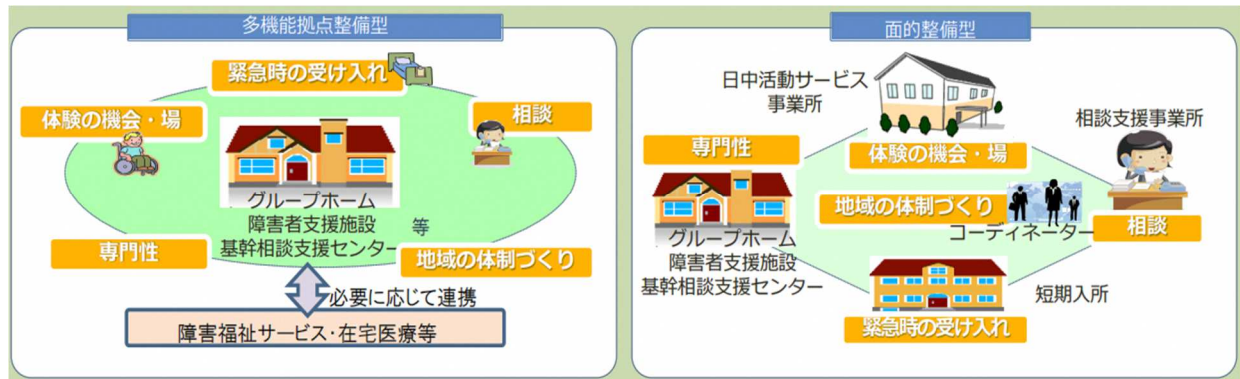 多機能拠点整備型
緊急時の受け入れ
体験の機会・場
相談
グループホーム
障害者支援施設
基幹相談支援センター
等
専門性
地域の体制づくり
必要に応じて連携
障害福祉サービス・在宅医療等
面的整備型
日中活動サービス
事業所
相談支援事業所
専門性
体験の機会・場
地域の体制づくり
コーディネーター
相談
グループホーム
障害者支援施設
基幹相談支援センター
短期入所
緊急時の受け入れ